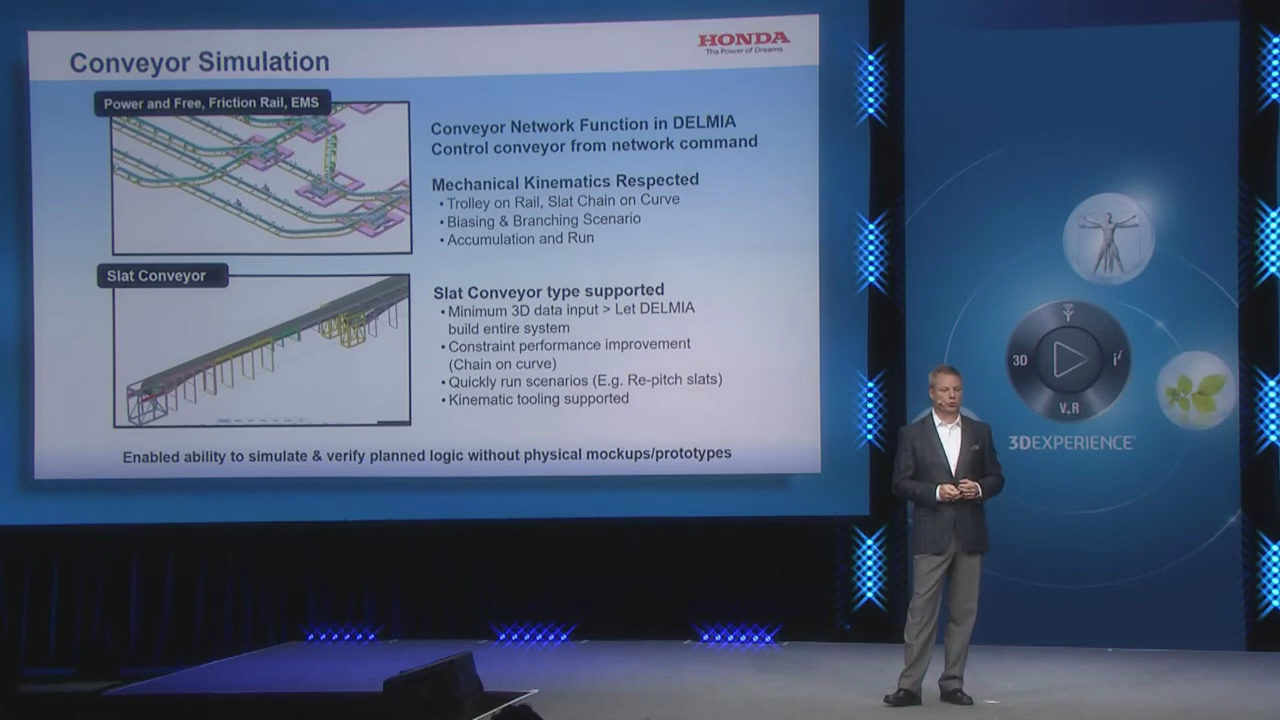 Conveyor Simulation
HONDA
The Power of Dreams
Power and Free, Friction Rail, EMS
Conveyor Network Function in DELMIA
Control conveyor from network command
Mechanical Kinematics Respected
• Trolley on Rail, Slat Chain on Curve
• Biasing & Branching Scenario
• Accumulation and Run
Slat Conveyor
Slat Conveyor type supported
• Minimum 3D data input > Let DELMIA
build entire system
• Constraint performance improvement
(Chain on curve)
• Quickly run scenarios (E.g. Re-pitch slats)
• Kinematic tooling supported
Enabled ability to simulate & verify planned logic without physical mockups/prototypes
3D
V,R
3DEXPERIENCE